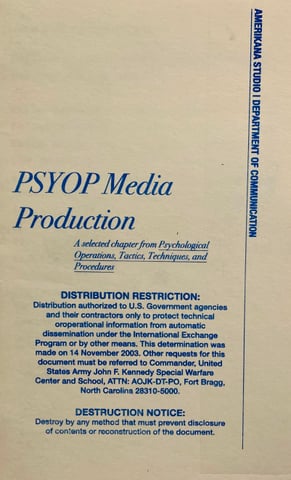 AMERIKANA STUDIO | DEPARTMENT OF COMMUNICATION
PSYOP Media
Production
A selected chapter from Psychological
Operations, Tactics, Techniques, and
Procedures
DISTRIBUTION RESTRICTION:
Distribution authorized to U.S. Government agencies
and their contractors only to protect technical
oroperational information from automatic
dissemination under the International Exchange
Program or by other means. This determination was
made on 14 November 2003. Other requests for this
document must be referred to Commander, United
States Army John F. Kennedy Special Warfare
Center and School, ATTN: AOJK-DT-PO, Fort Bragg,
North Carolina 28310-5000.
DESTRUCTION NOTICE:
Destroy by any method that must prevent disclosure
of contents or reconstruction of the document.